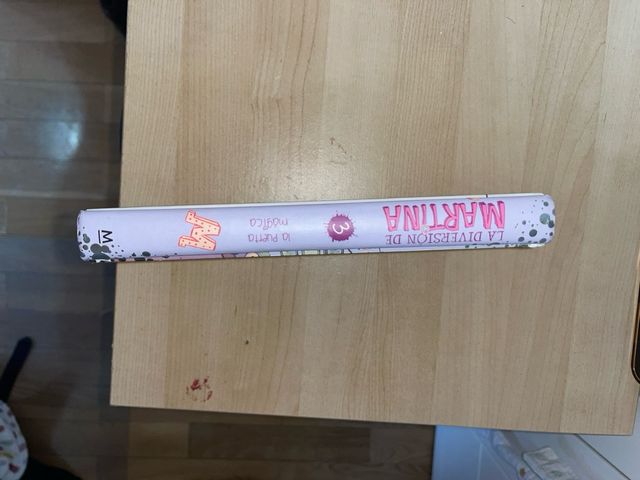 LA DIVERSIÓN DE
MARTINA
3
La puerta
mágica
M
M